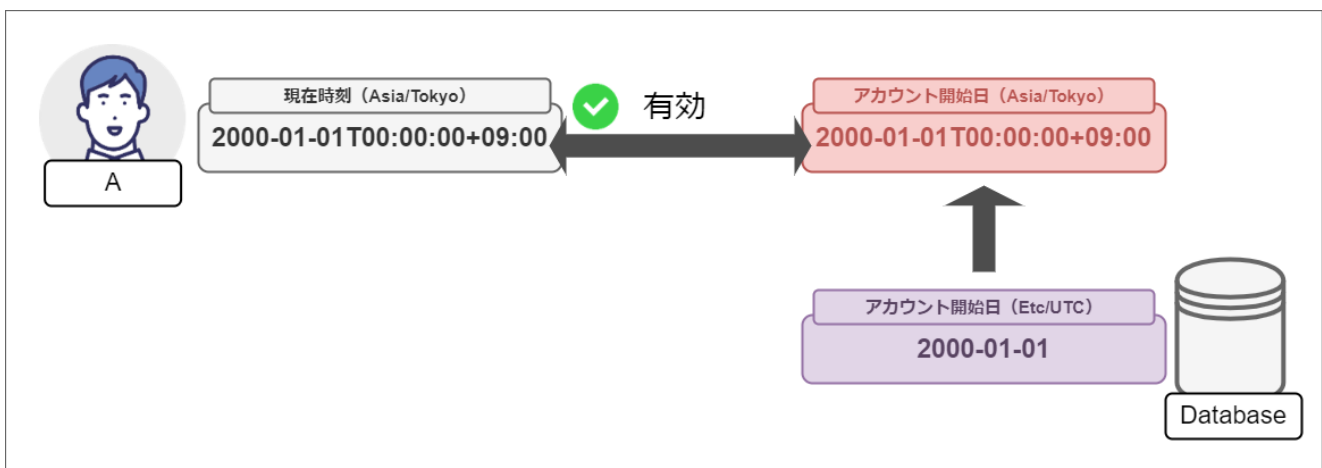 現在時刻（Asia/Tokyo）
2000-01-01T00:00:00+09:00
A
有効
アカウント開始日（Asia/Tokyo）
2000-01-01T00:00:00+09:00
アカウント開始日（Etc/UTC）
2000-01-01
Database